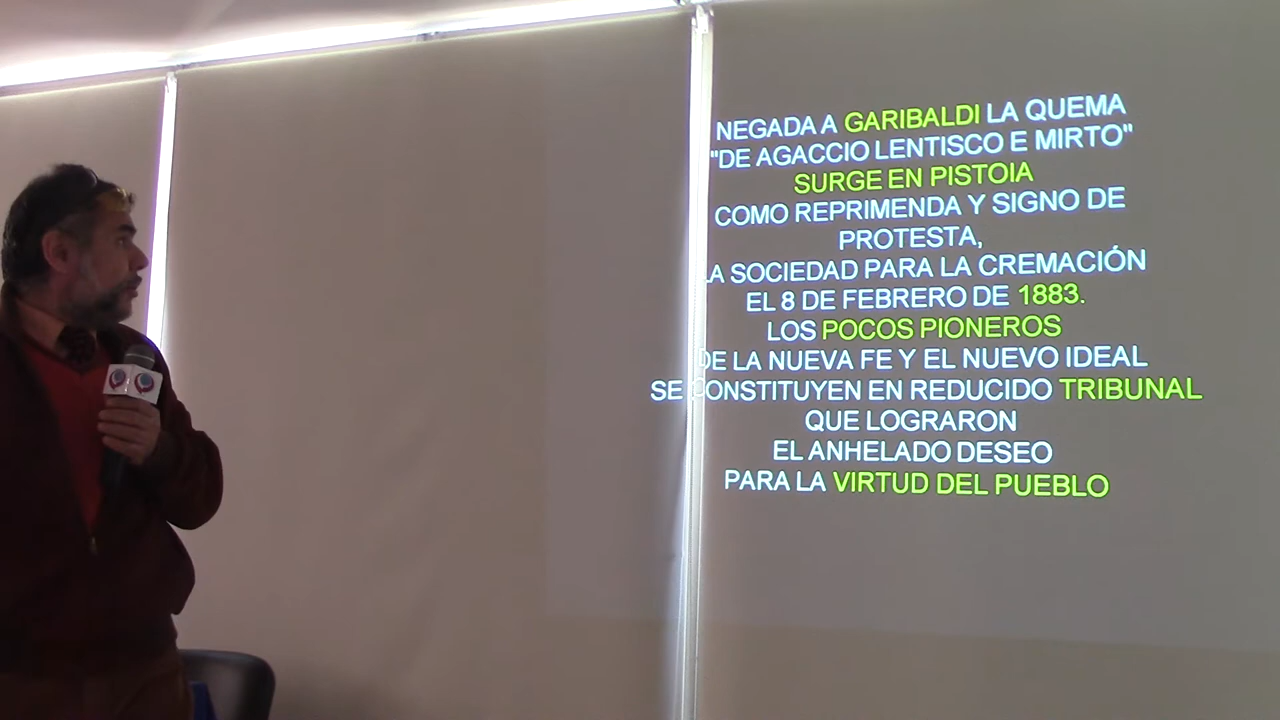 NEGADA A GARIBALDI LA QUEMA
"DE AGACCIO LENTISCO E MIRTO"
SURGE EN PISTOIA
COMO REPRIMENDA Y SIGNO DE
PROTESTA,
LA SOCIEDAD PARA LA CREMACIÓN
EL 8 DE FEBRERO DE 1883.
LOS POCOS PIONEROS
DE LA NUEVA FE Y EL NUEVO IDEAL
SE CONSTITUYEN EN REDUCIDO TRIBUNAL
QUE LOGRARON
EL ANHELADO DESEO
PARA LA VIRTUD DEL PUEBLO